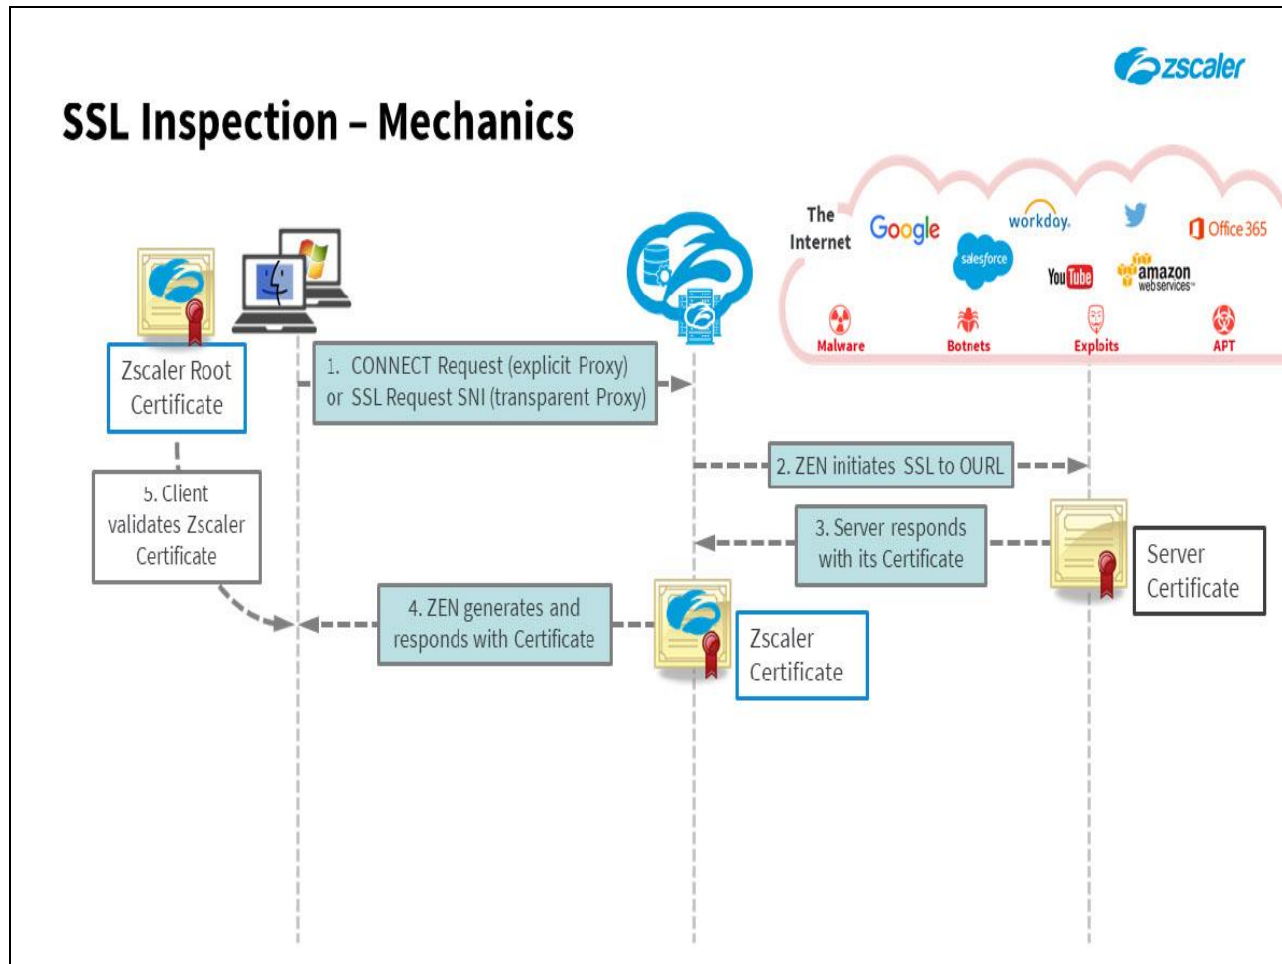 zscaler
SSL Inspection – Mechanics
The
Internet
Google
workday.
Office 365
salesforce
YouTube
amazon
webservices™
Malware
Botnets
Exploits
APT
Zscaler Root
Certificate
1. CONNECT Request (explicit Proxy)
or SSL Request SNI (transparent Proxy)
2. ZEN initiates SSL to OURL
5. Client
validates Zscaler
Certificate
3. Server responds
with its Certificate
Server
Certificate
4. ZEN generates and
responds with Certificate
Zscaler
Certificate